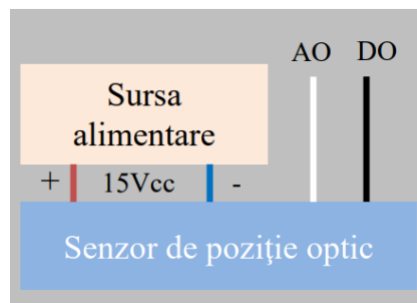 AO DO
Sursa
alimentare
+ 15Vcc -
Senzor de poziţie optic